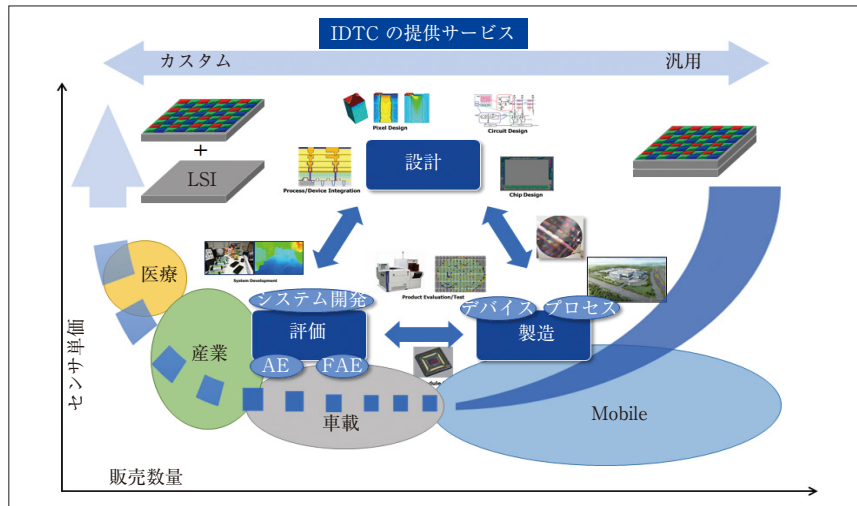 IDTC の提供サービス
カスタム
汎用
Pixel Design
Circuit Design
+
LSI
設計
Process/Device Integration
Chip Design
医療
System Development
Product Evaluation/Test
システム開発
デバイス
プロセス
評価
製造
産業
AE
FAE
センサ単価
車載
Mobile
販売数量